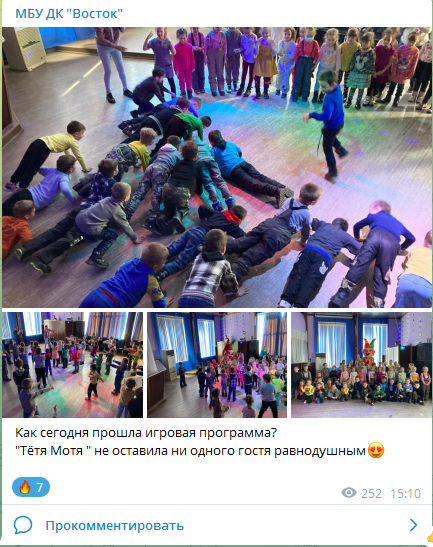 МБУ ДК "Восток"
Как сегодня прошла игровая программа?
"Тётя Мотя " не оставила ни одного гостя равнодушным😍
🔥 7
252 15:10
Прокомментировать